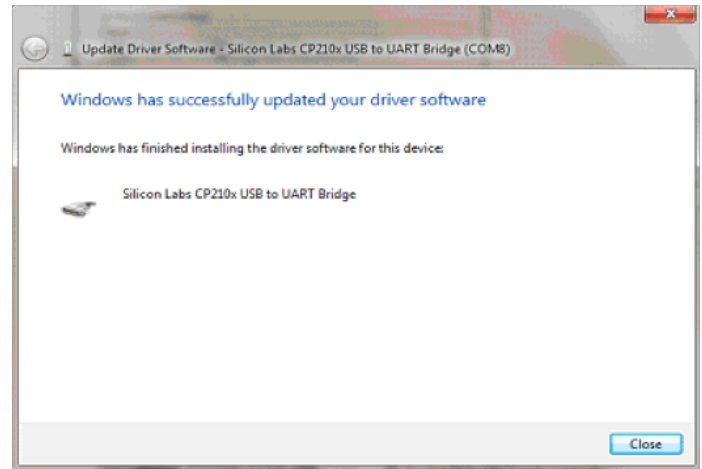 Update Driver Software - Silicon Labs CP210x USB to UART Bridge (COM8)
Windows has successfully updated your driver software
Windows has finished installing the driver software for this device:
Silicon Labs CP210x USB to UART Bridge
Close